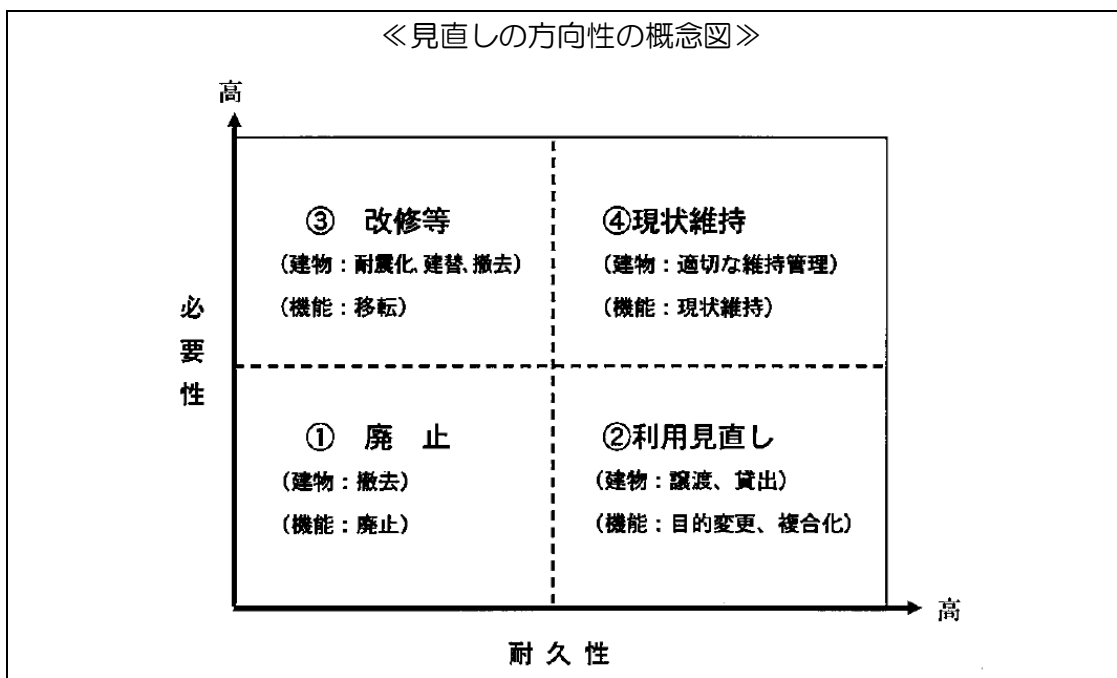 ≪見直しの方向性の概念図≫
高
③ 改修等
(建物：耐震化、建替、撤去)
(機能：移転)
④現状維持
(建物：適切な維持管理)
(機能：現状維持)
必要性
① 廃 止
(建物：撤去)
(機能：廃止)
②利用見直し
(建物：譲渡、貸出)
(機能：目的変更、複合化)
高
耐 久 性